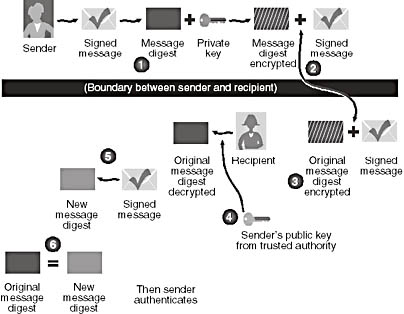 Sender
Signed
message
Message
digest
+
Private
key
Message
digest
encrypted
+
Signed
message
1
2
(Boundary between sender and recipient)
Original
message
digest
decrypted
Recipient
3
Original
message
digest
encrypted
+
Signed
message
5
New
message
digest
Signed
message
4
Sender's public key
from trusted authority
6
Original
message
digest
=
New
message
digest
Then sender
authenticates